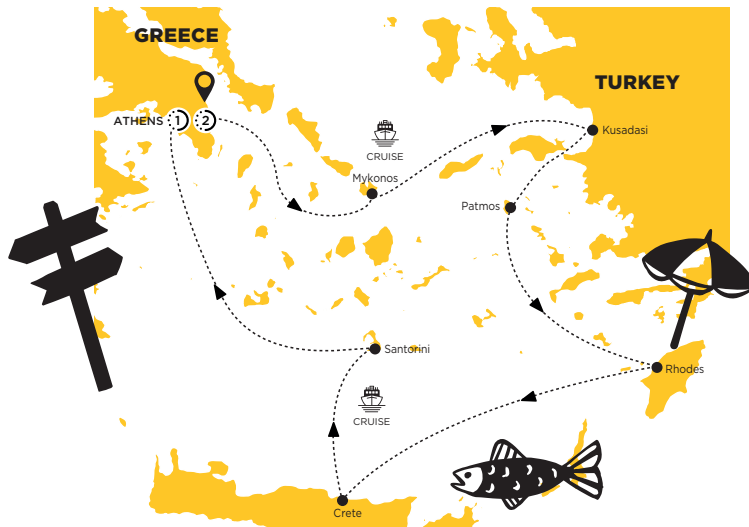 GREECE
TURKEY
ATHENS 1 2
Kusadasi
CRUISE
Mykonos
Patmos
Santorini
Rhodes
CRUISE
Crete